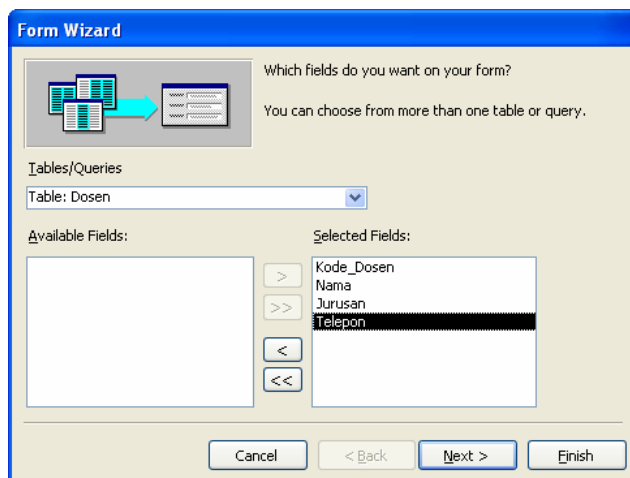 Form Wizard
Which fields do you want on your form?
You can choose from more than one table or query.
Tables/Queries
Table: Dosen
Available Fields:
Selected Fields:
Kode_Dosen
Nama
Jurusan
Telepon
>
>>
<
<<
Cancel
< Back
Next >
Finish